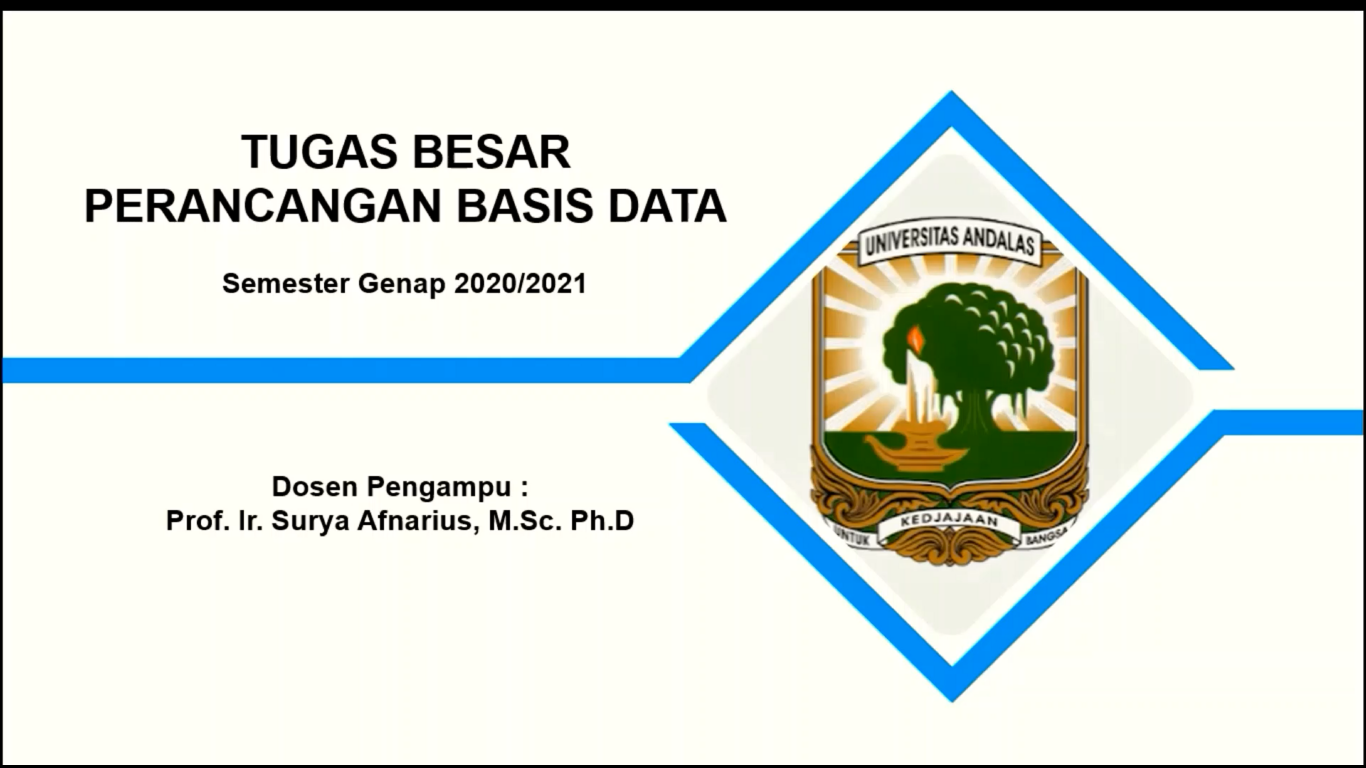 TUGAS BESAR
PERANCANGAN BASIS DATA
Semester Genap 2020/2021
Dosen Pengampu :
Prof. Ir. Surya Afnarius, M.Sc. Ph.D
UNIVERSITAS ANDALAS
UNTUK KEDJAJAAN BANGSA